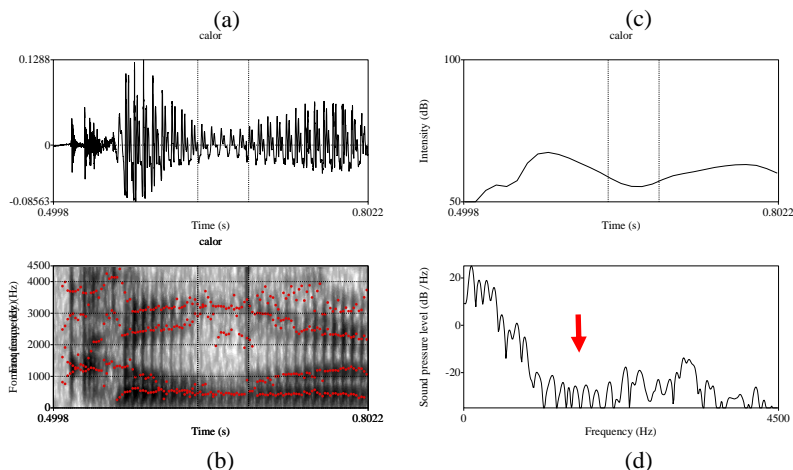 (a)
calor
0.1288
0
-0.08563
0.4998
0.8022
Time (s)
(c)
calor
100
Intensity (dB)
50
0.4998
0.8022
Time (s)
calor
4500
4000
3000
2000
1000
0
0.4998
0.8022
Time (s)
(b)
25
0
-20
Sound pressure level (dB/Hz)
0
4500
Frequency (Hz)
(d)